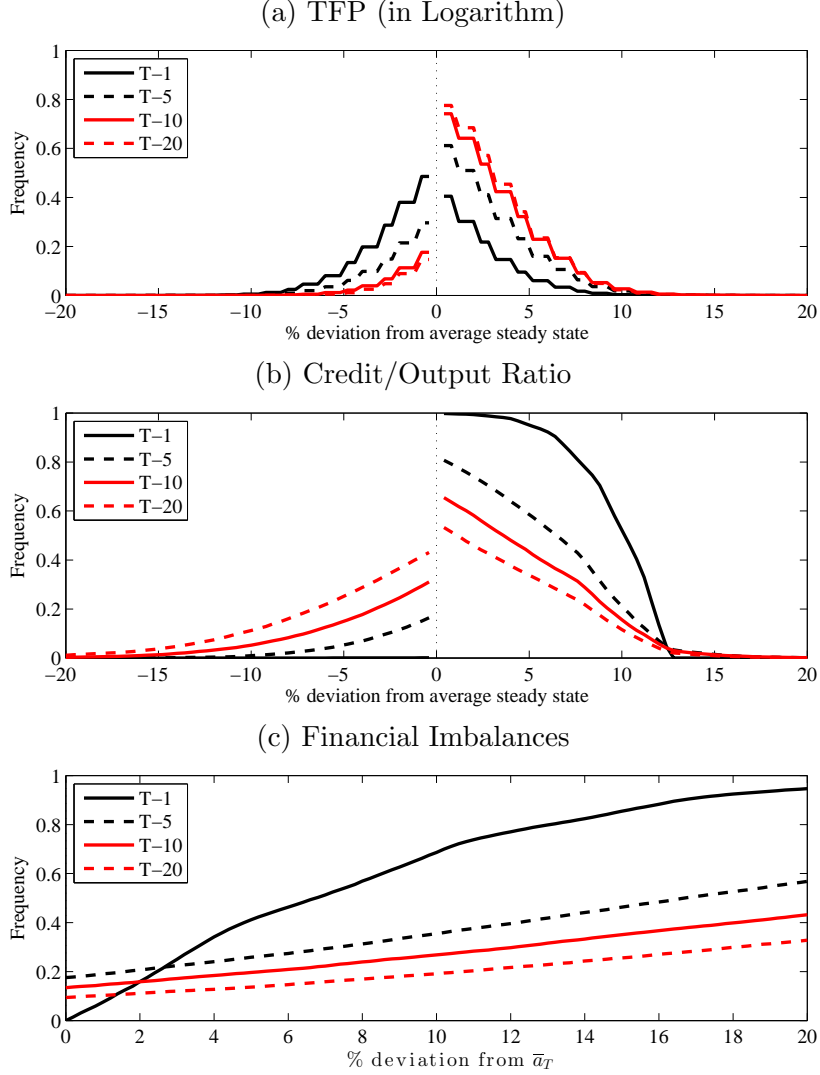 (a) TFP (in Logarithm)
1
0.8
0.6
0.4
0.2
0
Frequency
T–1
T–5
T–10
T–20
–20 –15 –10 –5 0 5 10 15 20
% deviation from average steady state
(b) Credit/Output Ratio
1
0.8
0.6
0.4
0.2
0
Frequency
T–1
T–5
T–10
T–20
–20 –15 –10 –5 0 5 10 15 20
% deviation from average steady state
(c) Financial Imbalances
1
0.8
0.6
0.4
0.2
0
Frequency
T–1
T–5
T–10
T–20
0 2 4 6 8 10 12 14 16 18 20
% deviation from a̅_T